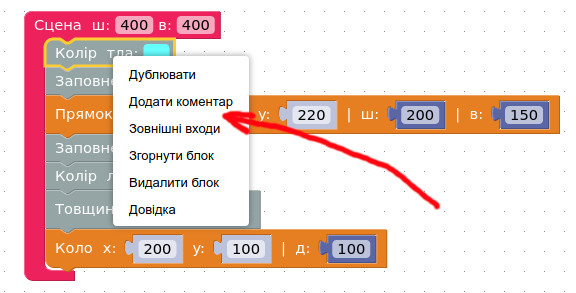 Сцена ш: 400 в: 400
Колір тла:
Дублювати
Заповн
Додати коментар
Прямок y: 220 | ш: 200 | в: 150
Зовнішні входи
Заповн
Згорнути блок
Колір л
Видалити блок
Товщин
Довідка
Коло x: 200 y: 100 | д: 100